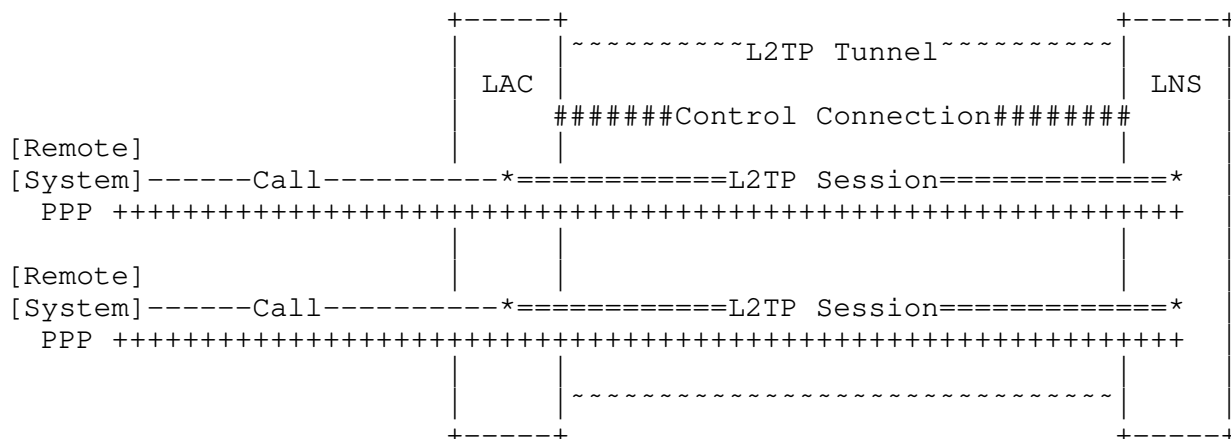 +-----+                               +-----+
                         |     |~~~~~~~~~~L2TP Tunnel~~~~~~~~~~|     |
                         | LAC |                               | LNS |
                         |     #######Control Connection########     |
[Remote]                 |     |                               |     |
[System]------Call----------*============L2TP Session=============*  |
  PPP +++++++++++++++++++++++++++++++++++++++++++++++++++++++++++++  |
                         |     |                               |     |
[Remote]                 |     |                               |     |
[System]------Call----------*============L2TP Session=============*  |
  PPP +++++++++++++++++++++++++++++++++++++++++++++++++++++++++++++  |
                         |     |                               |     |
                         |     |~~~~~~~~~~~~~~~~~~~~~~~~~~~~~~~|     |
                         +-----+                               +-----+